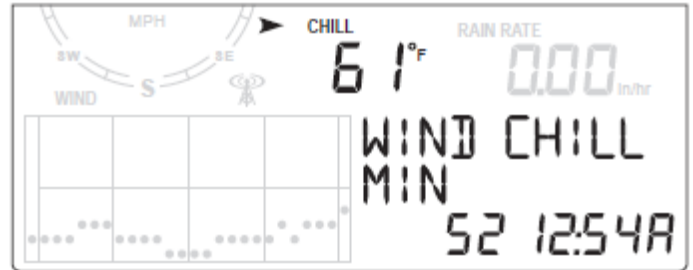 MPH
CHILL
RAIN RATE
SW
SE
61°F
0.00 In/hr
WIND
S
WIND CHILL
MIN
52 12:54A